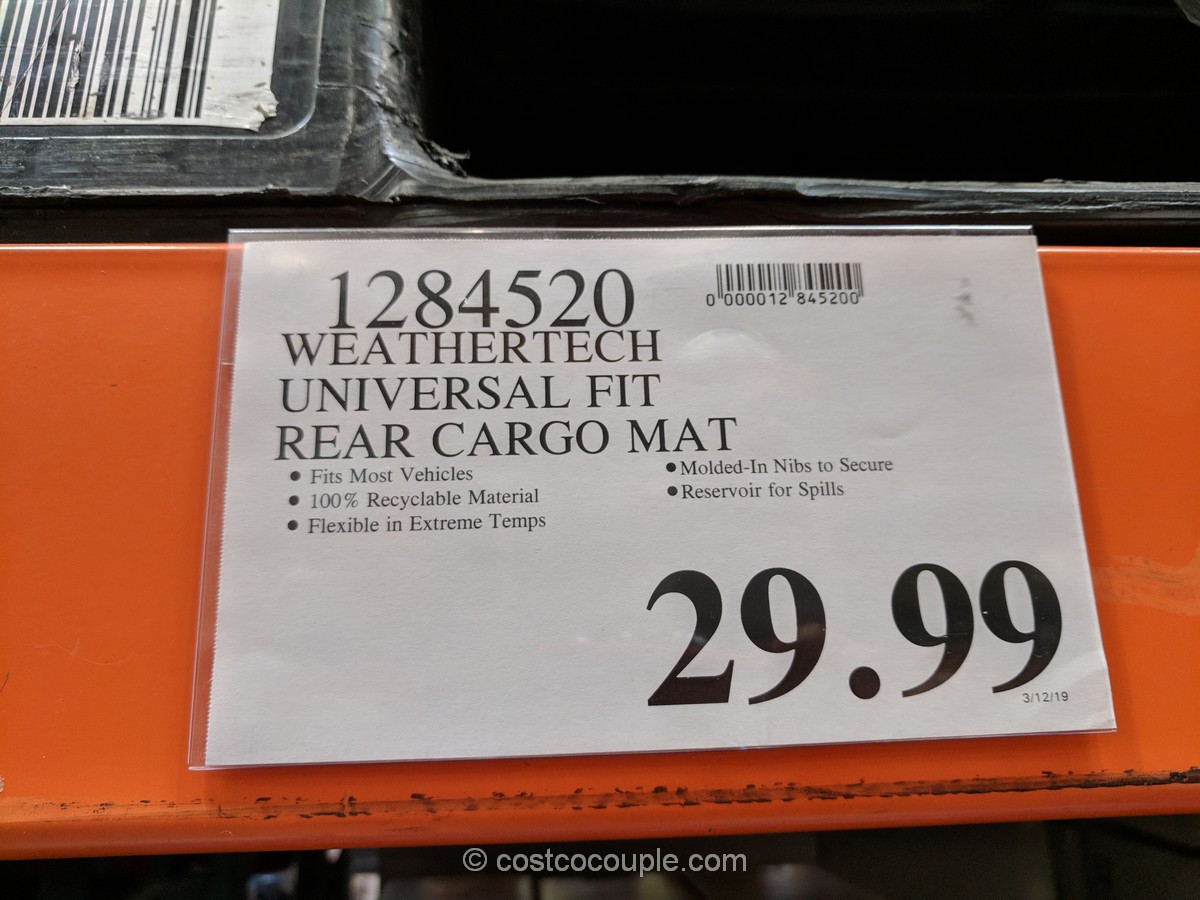 1284520
0 000012 845200
WEATHERTECH
UNIVERSAL FIT
REAR CARGO MAT
• Fits Most Vehicles
• 100% Recyclable Material
• Flexible in Extreme Temps
• Molded-In Nibs to Secure
• Reservoir for Spills
29.99
3/12/19
© costcocouple.com